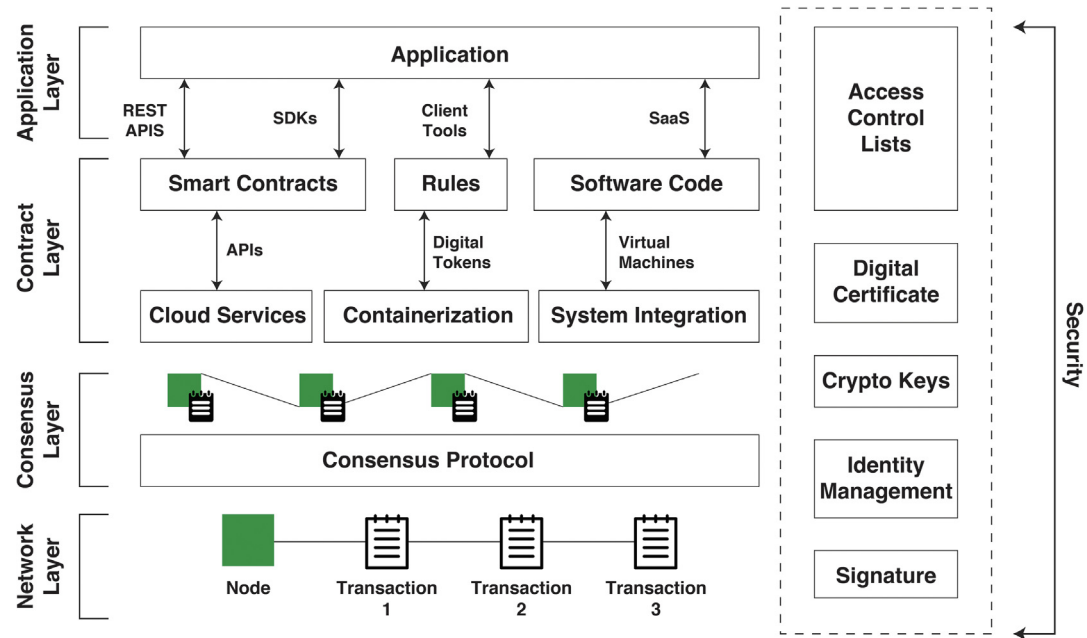 Application
Layer
Application
REST
APIS
SDKs
Client
Tools
SaaS
Contract
Layer
Smart Contracts
Rules
Software Code
APIs
Digital
Tokens
Virtual
Machines
Cloud Services
Containerization
System Integration
Consensus
Layer
Consensus Protocol
Network
Layer
Node
Transaction
1
Transaction
2
Transaction
3
Access
Control
Lists
Digital
Certificate
Crypto Keys
Identity
Management
Signature
Security